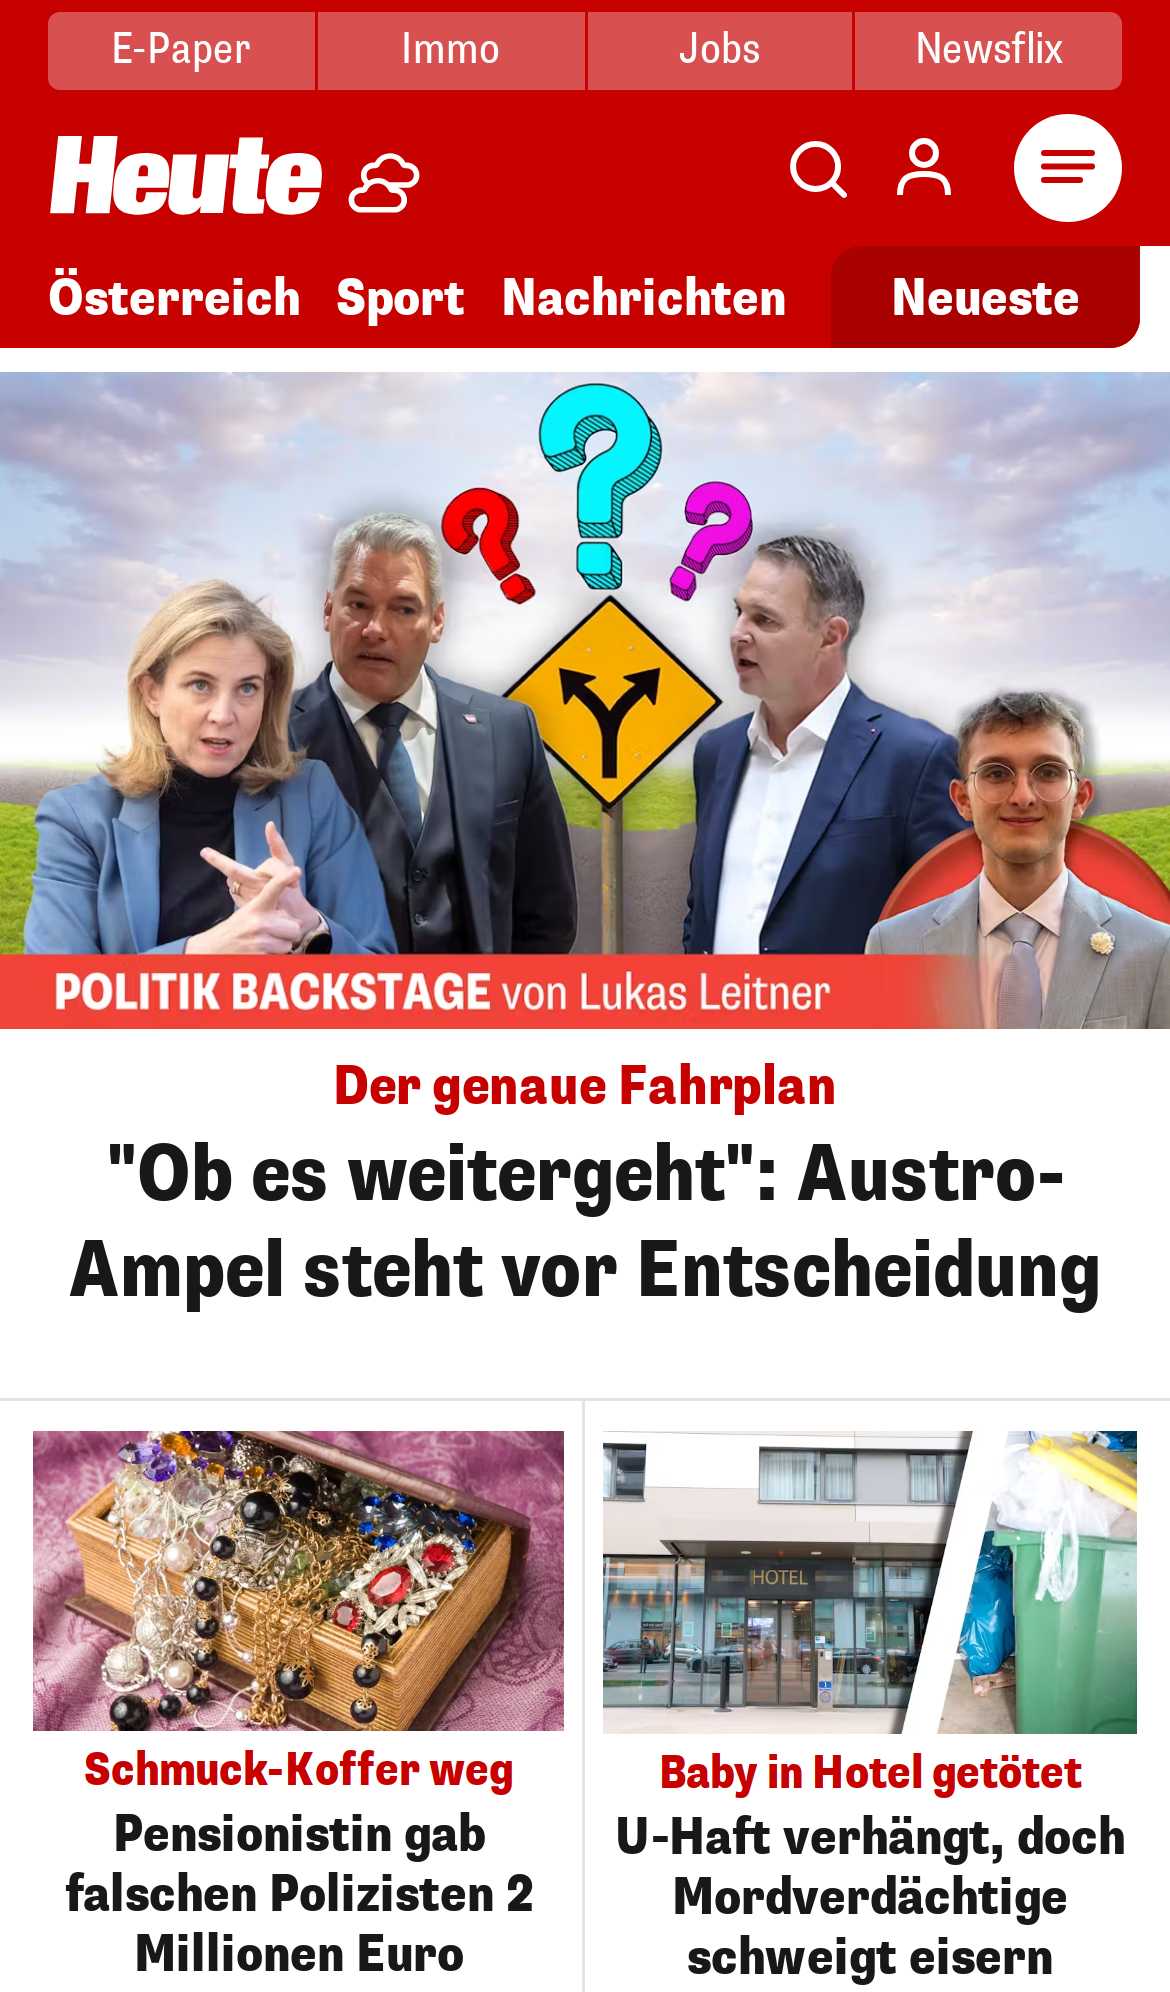 E-Paper
Immo
Jobs
Newsflix
Heute
Österreich
Sport
Nachrichten
Neueste
POLITIK BACKSTAGE von Lukas Leitner
Der genaue Fahrplan
"Ob es weitergeht": Austro-
Ampel steht vor Entscheidung
HOTEL
Schmuck-Koffer weg
Pensionistin gab
falschen Polizisten 2
Millionen Euro
Baby in Hotel getötet
U-Haft verhängt, doch
Mordverdächtige
schweigt eisern